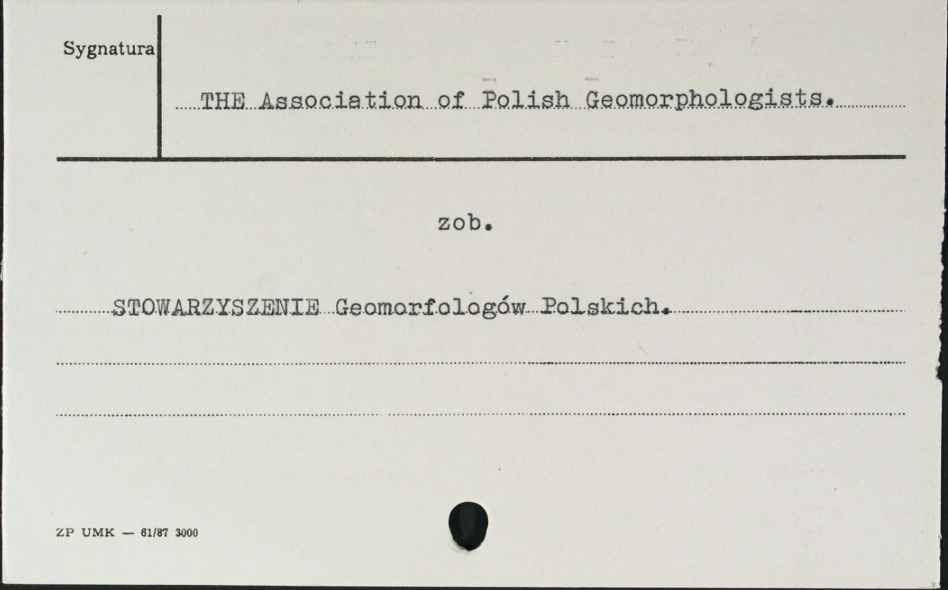 Sygnatura
THE Association of Polish Geomorphologists.
zob.
STOWARZYSZENIE Geomorfologów Polskich.
ZP UMK — 61/87 3000